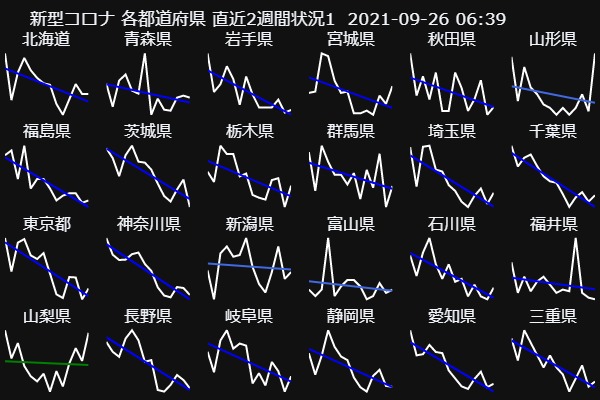 新型コロナ 各都道府県 直近2週間状況1 2021-09-26 06:39
北海道 青森県 岩手県 宮城県 秋田県 山形県
福島県 茨城県 栃木県 群馬県 埼玉県 千葉県
東京都 神奈川県 新潟県 富山県 石川県 福井県
山梨県 長野県 岐阜県 静岡県 愛知県 三重県